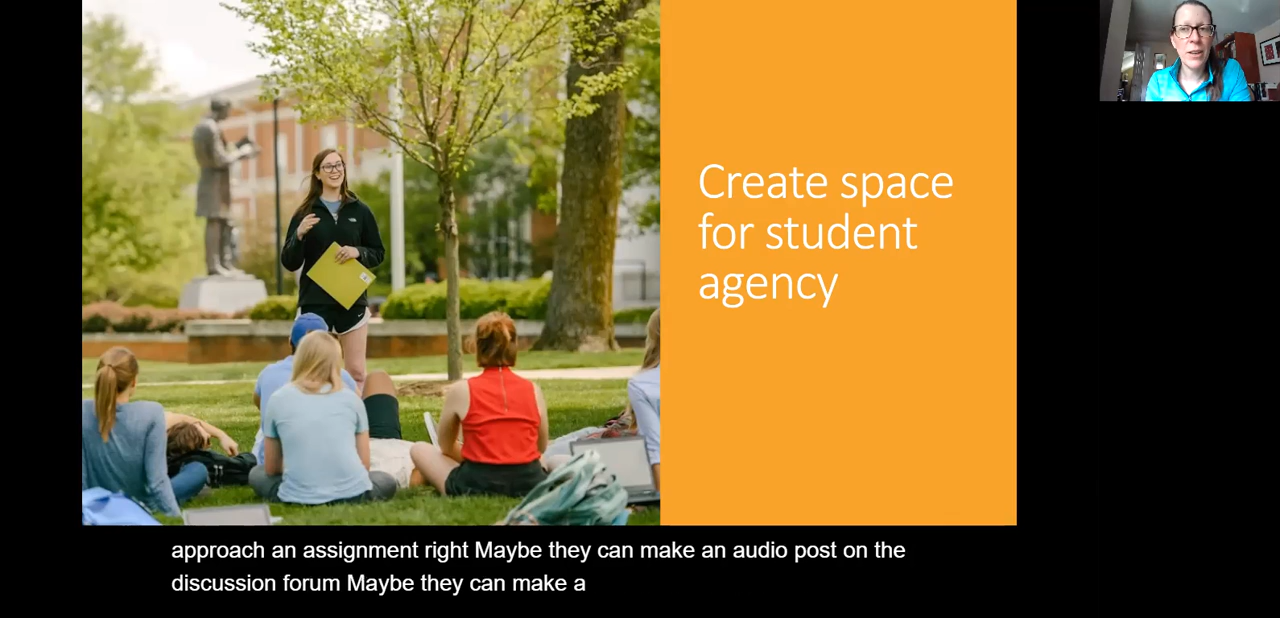 Create space
for student
agency
approach an assignment right Maybe they can make an audio post on the
discussion forum Maybe they can make a